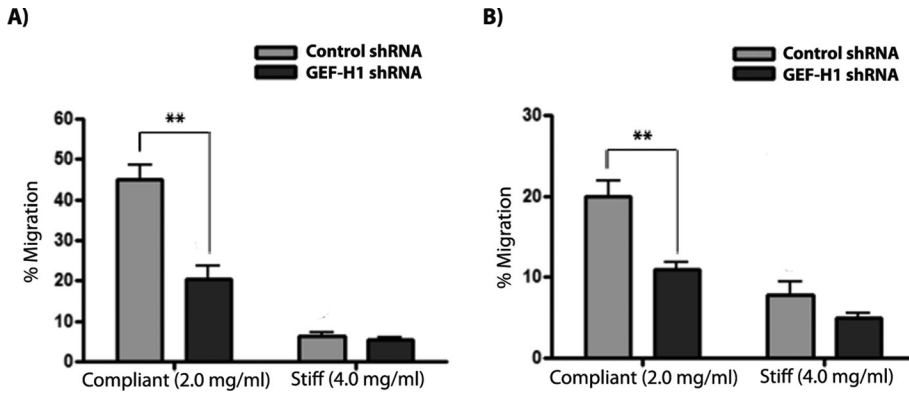 A)
Control shRNA
GEF-H1 shRNA
60
50
40
30
20
10
0
% Migration
**
Compliant (2.0 mg/ml)
Stiff (4.0 mg/ml)
B)
Control shRNA
GEF-H1 shRNA
30
20
10
0
% Migration
**
Compliant (2.0 mg/ml)
Stiff (4.0 mg/ml)